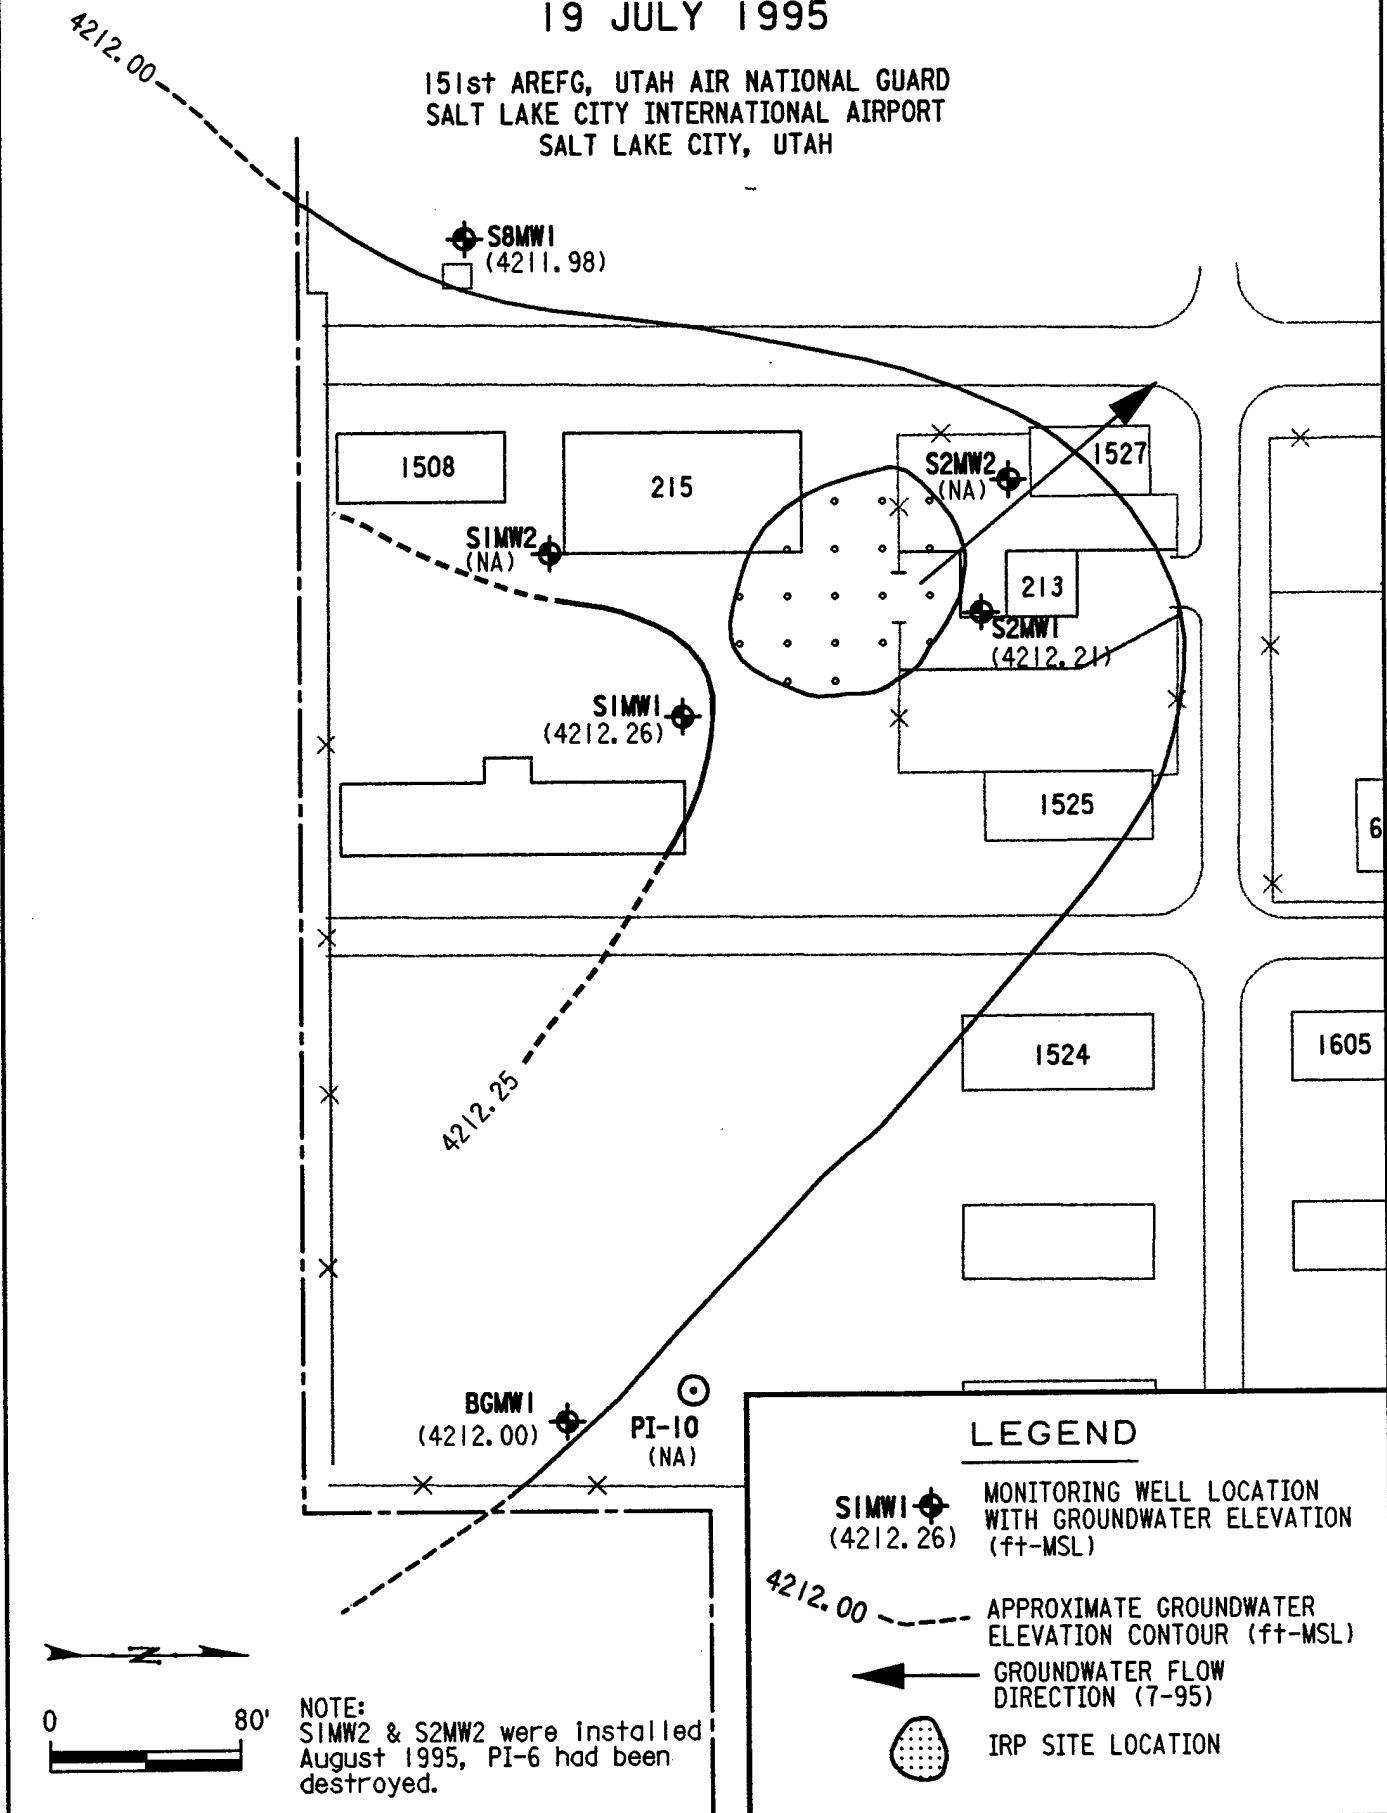 19 JULY 1995
151st AREFG, UTAH AIR NATIONAL GUARD
SALT LAKE CITY INTERNATIONAL AIRPORT
SALT LAKE CITY, UTAH
4212.00
S8MW1
(4211.98)
1508
215
S2MW2
(NA)
1527
S1MW2
(NA)
213
S2MW1
(4212.21)
S1MW1
(4212.26)
1525
6
4212.25
1524
1605
BGMW1
(4212.00)
PI-10
(NA)
LEGEND
S1MW1
(4212.26)
MONITORING WELL LOCATION
WITH GROUNDWATER ELEVATION
(ft-MSL)
4212.00
APPROXIMATE GROUNDWATER
ELEVATION CONTOUR (ft-MSL)
GROUNDWATER FLOW
DIRECTION (7-95)
IRP SITE LOCATION
N
0 80'
NOTE:
S1MW2 & S2MW2 were installed
August 1995, PI-6 had been
destroyed.